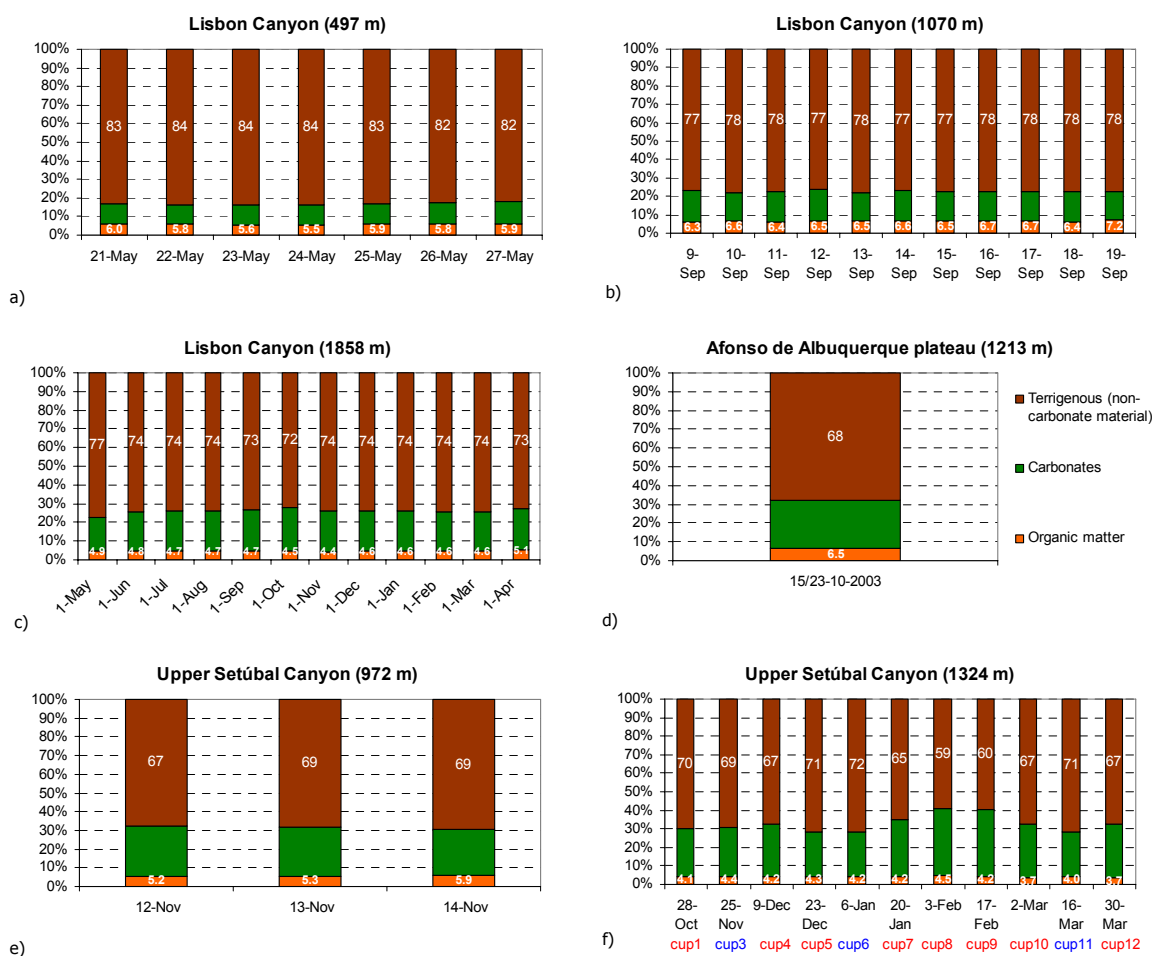 Lisbon Canyon (497 m)
100%
90%
80%
70%
60%
50%
40%
30%
20%
10%
0%
83 84 84 84 83 82 82
6.0 5.8 5.6 5.5 5.9 5.8 5.9
21-May 22-May 23-May 24-May 25-May 26-May 27-May
a)
Lisbon Canyon (1070 m)
100%
90%
80%
70%
60%
50%
40%
30%
20%
10%
0%
77 78 78 77 78 77 77 78 78 78 78
6.3 6.6 6.4 6.5 6.5 6.6 6.5 6.7 6.7 6.4 7.2
9- 10- 11- 12- 13- 14- 15- 16- 17- 18- 19-
Sep Sep Sep Sep Sep Sep Sep Sep Sep Sep Sep
b)
Lisbon Canyon (1858 m)
100%
90%
80%
70%
60%
50%
40%
30%
20%
10%
0%
77 74 74 74 73 72 74 74 74 74 74 73
4.9 4.8 4.7 4.7 4.7 4.5 4.4 4.6 4.6 4.6 4.6 5.1
1-May 1-Jun 1-Jul 1-Aug 1-Sep 1-Oct 1-Nov 1-Dec 1-Jan 1-Feb 1-Mar 1-Apr
c)
Afonso de Albuquerque plateau (1213 m)
100%
90%
80%
70%
60%
50%
40%
30%
20%
10%
0%
68
6.5
15/23-10-2003
Terrigenous (non-
carbonate material)
Carbonates
Organic matter
d)
Upper Setúbal Canyon (972 m)
100%
90%
80%
70%
60%
50%
40%
30%
20%
10%
0%
67 69 69
5.2 5.3 5.9
12-Nov 13-Nov 14-Nov
e)
Upper Setúbal Canyon (1324 m)
100%
90%
80%
70%
60%
50%
40%
30%
20%
10%
0%
70 69 67 71 72 65 59 60 67 71 67
4.1 4.4 4.2 4.3 4.2 4.2 4.5 4.2 3.7 4.0 3.7
28- 25- 9-Dec 23- 6-Jan 20- 3-Feb 17- 2-Mar 16- 30-
Oct Nov Dec Jan Feb Mar Mar
cup1 cup3 cup4 cup5 cup6 cup7 cup8 cup9 cup10 cup11 cup12
f)